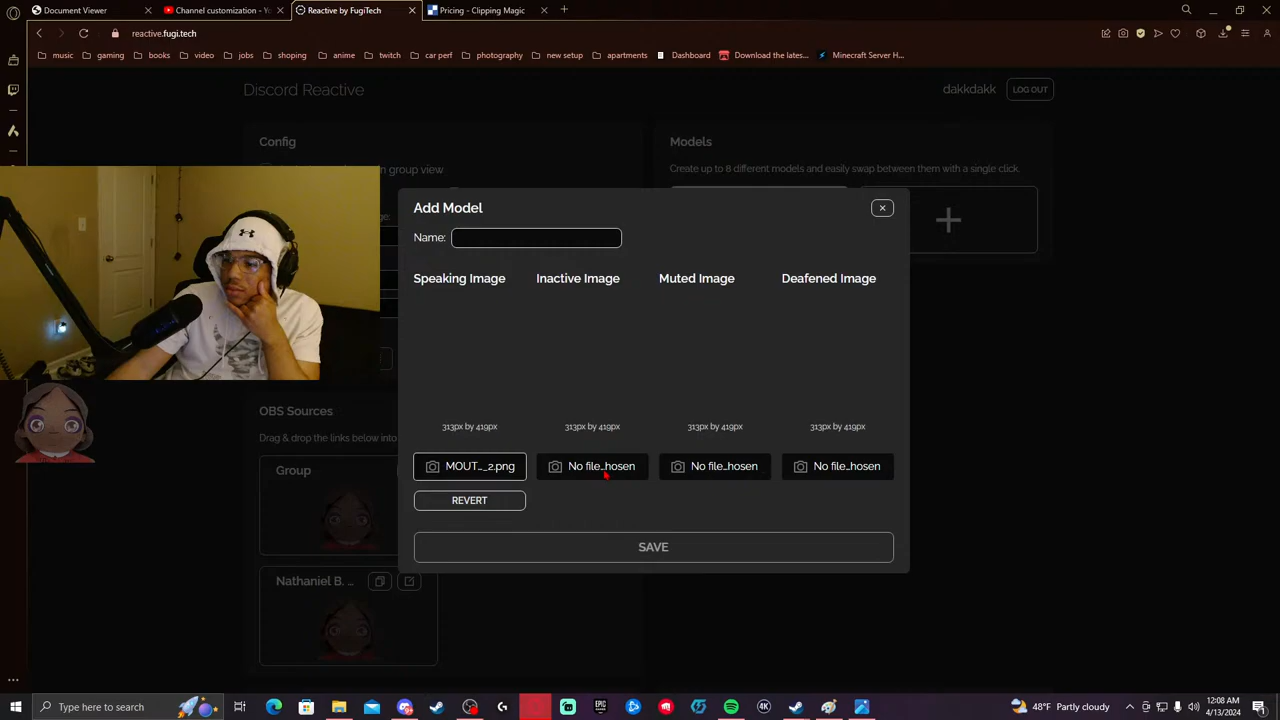 Document Viewer
Channel customization - Yo
Reactive by FugiTech
Pricing - Clipping Magic
reactive.fugi.tech
music
gaming
books
video
jobs
shoping
anime
twitch
car perf
photography
new setup
apartments
Dashboard
Download the lates...
Minecraft Server H...
Discord Reactive
dakkdakk
LOG OUT
Config
Models
n group view
Create up to 8 different models and easily swap between them with a single click.
Add Model
Name:
Speaking Image
Inactive Image
Muted Image
Deafened Image
313px by 419px
313px by 419px
313px by 419px
313px by 419px
MOUT..._2.png
No file...hosen
No file...hosen
No file...hosen
REVERT
SAVE
OBS Sources
Drag & drop the links below into
Group
Nathaniel B. ...
Type here to search
48°F Partly cloudy
12:08 AM
4/13/2024